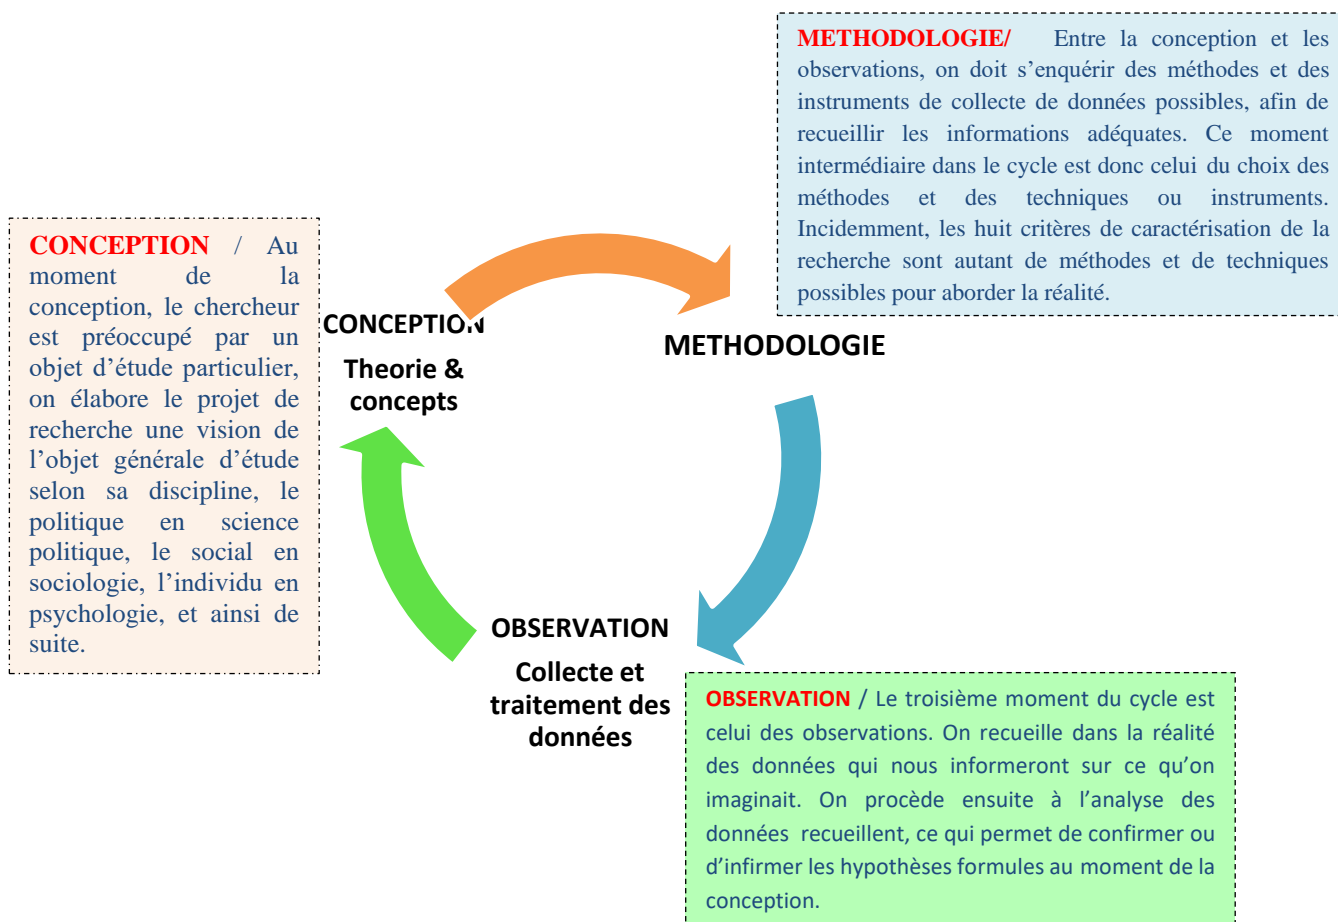 METHODOLOGIE/ Entre la conception et les
observations, on doit s’enquérir des méthodes et des
instruments de collecte de données possibles, afin de
recueillir les informations adéquates. Ce moment
intermédiaire dans le cycle est donc celui du choix des
méthodes et des techniques ou instruments.
Incidemment, les huit critères de caractérisation de la
recherche sont autant de méthodes et de techniques
possibles pour aborder la réalité.
CONCEPTION / Au
moment de la
conception, le chercheur
est préoccupé par un
objet d’étude particulier,
on élabore le projet de
recherche une vision de
l’objet générale d’étude
selon sa discipline, le
politique en science
politique, le social en
sociologie, l’individu en
psychologie, et ainsi de
suite.
CONCEPTION
Theorie &
concepts
METHODOLOGIE
OBSERVATION
Collecte et
traitement des
données
OBSERVATION / Le troisième moment du cycle est
celui des observations. On recueille dans la réalité
des données qui nous informeront sur ce qu’on
imaginait. On procède ensuite à l’analyse des
données recueillent, ce qui permet de confirmer ou
d’infirmer les hypothèses formules au moment de la
conception.